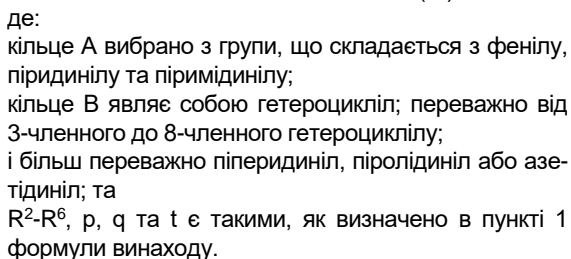 де:
кільце A вибрано з групи, що складається з фенілу,
піридинілу та піримідинілу;
кільце B являє собою гетероцикліл; переважно від
3-членного до 8-членного гетероциклілу;
і більш переважно піперидиніл, піролідиніл або азе-
тідиніл; та
R²-R⁶, p, q та t є такими, як визначено в пункті 1
формули винаходу.